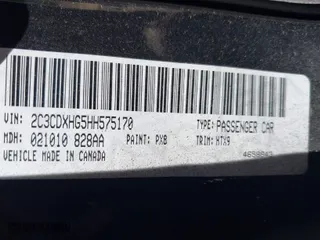 VIN: 2C3CDXHG5HH575170 TYPE: PASSENGER CAR
MDH: 021010 828AA PAINT: PX8 TRIM: HTX9
VEHICLE MADE IN CANADA